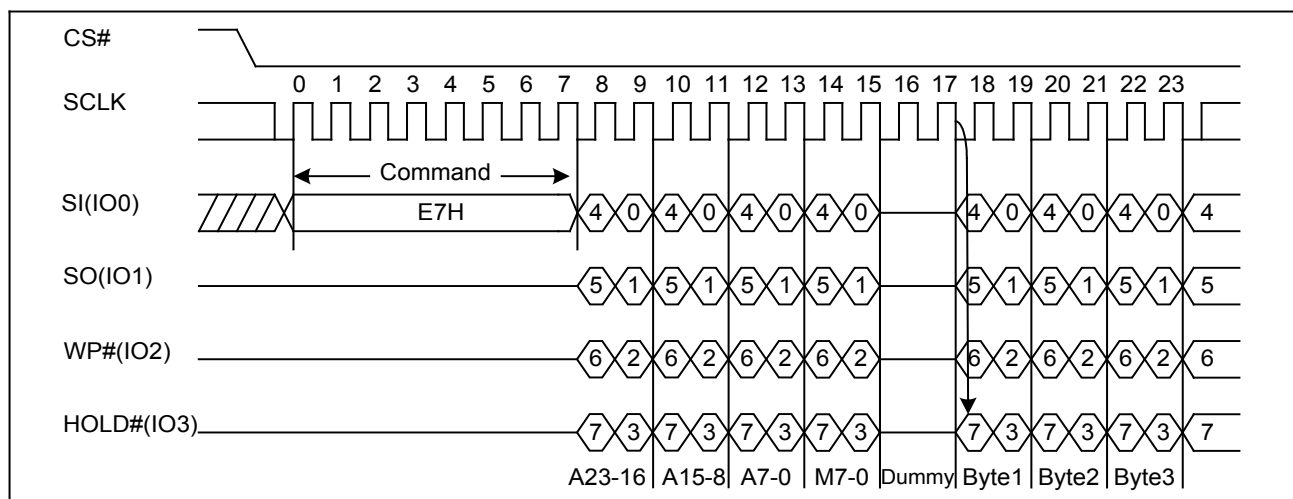 CS#
0 1 2 3 4 5 6 7 8 9 10 11 12 13 14 15 16 17 18 19 20 21 22 23
SCLK
Command
SI(IO0) E7H 4 0 4 0 4 0 4 0 4 0 4 0 4 0 4
SO(IO1) 5 1 5 1 5 1 5 1 5 1 5 1 5 1 5
WP#(IO2) 6 2 6 2 6 2 6 2 6 2 6 2 6 2 6
HOLD#(IO3) 7 3 7 3 7 3 7 3 7 3 7 3 7 3 7
A23-16 A15-8 A7-0 M7-0 Dummy Byte1 Byte2 Byte3